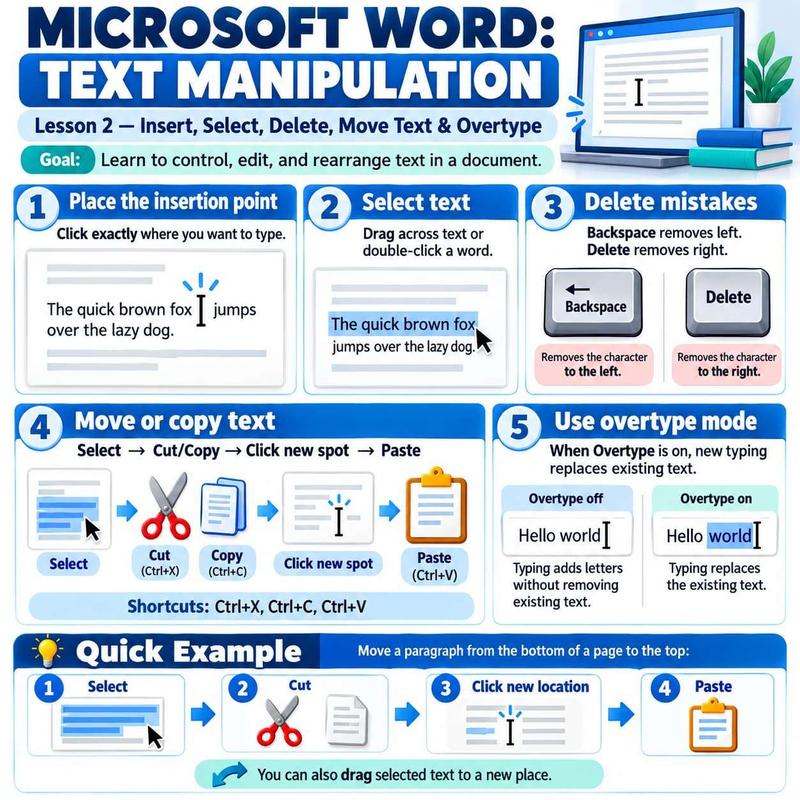 MICROSOFT WORD:
TEXT MANIPULATION
Lesson 2 — Insert, Select, Delete, Move Text & Overtype
Goal: Learn to control, edit, and rearrange text in a document.
1 Place the insertion point
Click exactly where you want to type.
The quick brown fox jumps
over the lazy dog.
2 Select text
Drag across text or
double-click a word.
The quick brown fox
jumps over the lazy dog.
3 Delete mistakes
Backspace removes left.
Delete removes right.
← Backspace
Delete
Removes the character
to the left.
Removes the character
to the right.
4 Move or copy text
Select → Cut/Copy → Click new spot → Paste
Select
Cut
(Ctrl+X)
Copy
(Ctrl+C)
Click new spot
Paste
(Ctrl+V)
Shortcuts: Ctrl+X, Ctrl+C, Ctrl+V
5 Use overtype mode
When Overtype is on, new typing
replaces existing text.
Overtype off
Hello world
Typing adds letters
without removing
existing text.
Overtype on
Hello world
Typing replaces
the existing text.
Quick Example
Move a paragraph from the bottom of a page to the top:
1 Select
2 Cut
3 Click new location
4 Paste
You can also drag selected text to a new place.